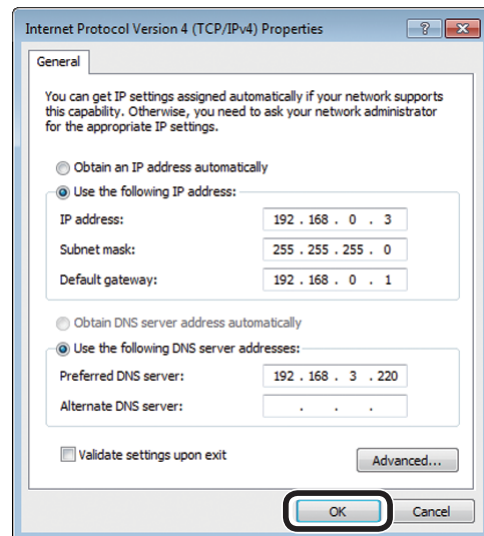 Internet Protocol Version 4 (TCP/IPv4) Properties
General
You can get IP settings assigned automatically if your network supports
this capability. Otherwise, you need to ask your network administrator
for the appropriate IP settings.
Obtain an IP address automatically
Use the following IP address:
IP address: 192 . 168 . 0 . 3
Subnet mask: 255 . 255 . 255 . 0
Default gateway: 192 . 168 . 0 . 1
Obtain DNS server address automatically
Use the following DNS server addresses:
Preferred DNS server: 192 . 168 . 3 . 220
Alternate DNS server: . . .
Validate settings upon exit
Advanced...
OK Cancel